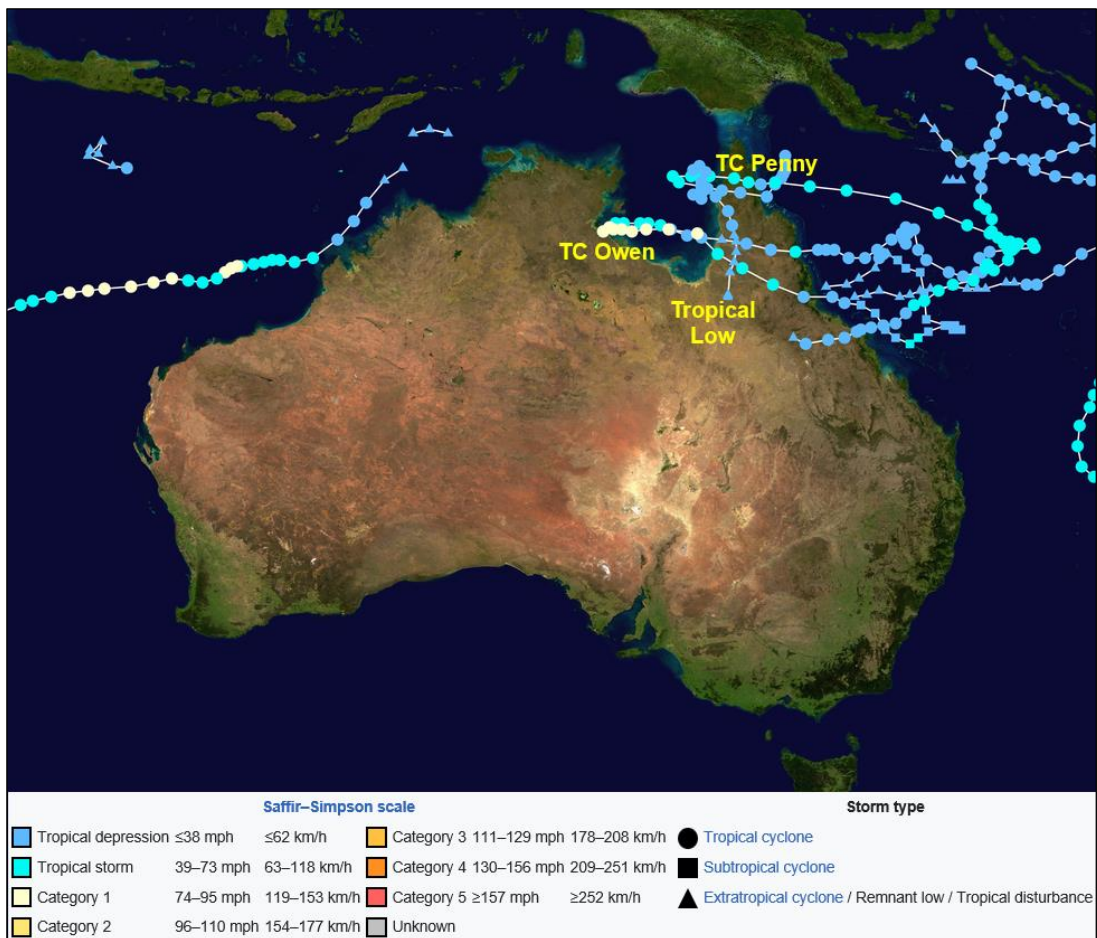 TC Penny
TC Owen
Tropical
Low
Saffir–Simpson scale
Storm type
Tropical depression ≤38 mph ≤62 km/h
Category 3 111–129 mph 178–208 km/h
Tropical cyclone
Tropical storm 39–73 mph 63–118 km/h
Category 4 130–156 mph 209–251 km/h
Subtropical cyclone
Category 1 74–95 mph 119–153 km/h
Category 5 ≥157 mph ≥252 km/h
Extratropical cyclone / Remnant low / Tropical disturbance
Category 2 96–110 mph 154–177 km/h
Unknown